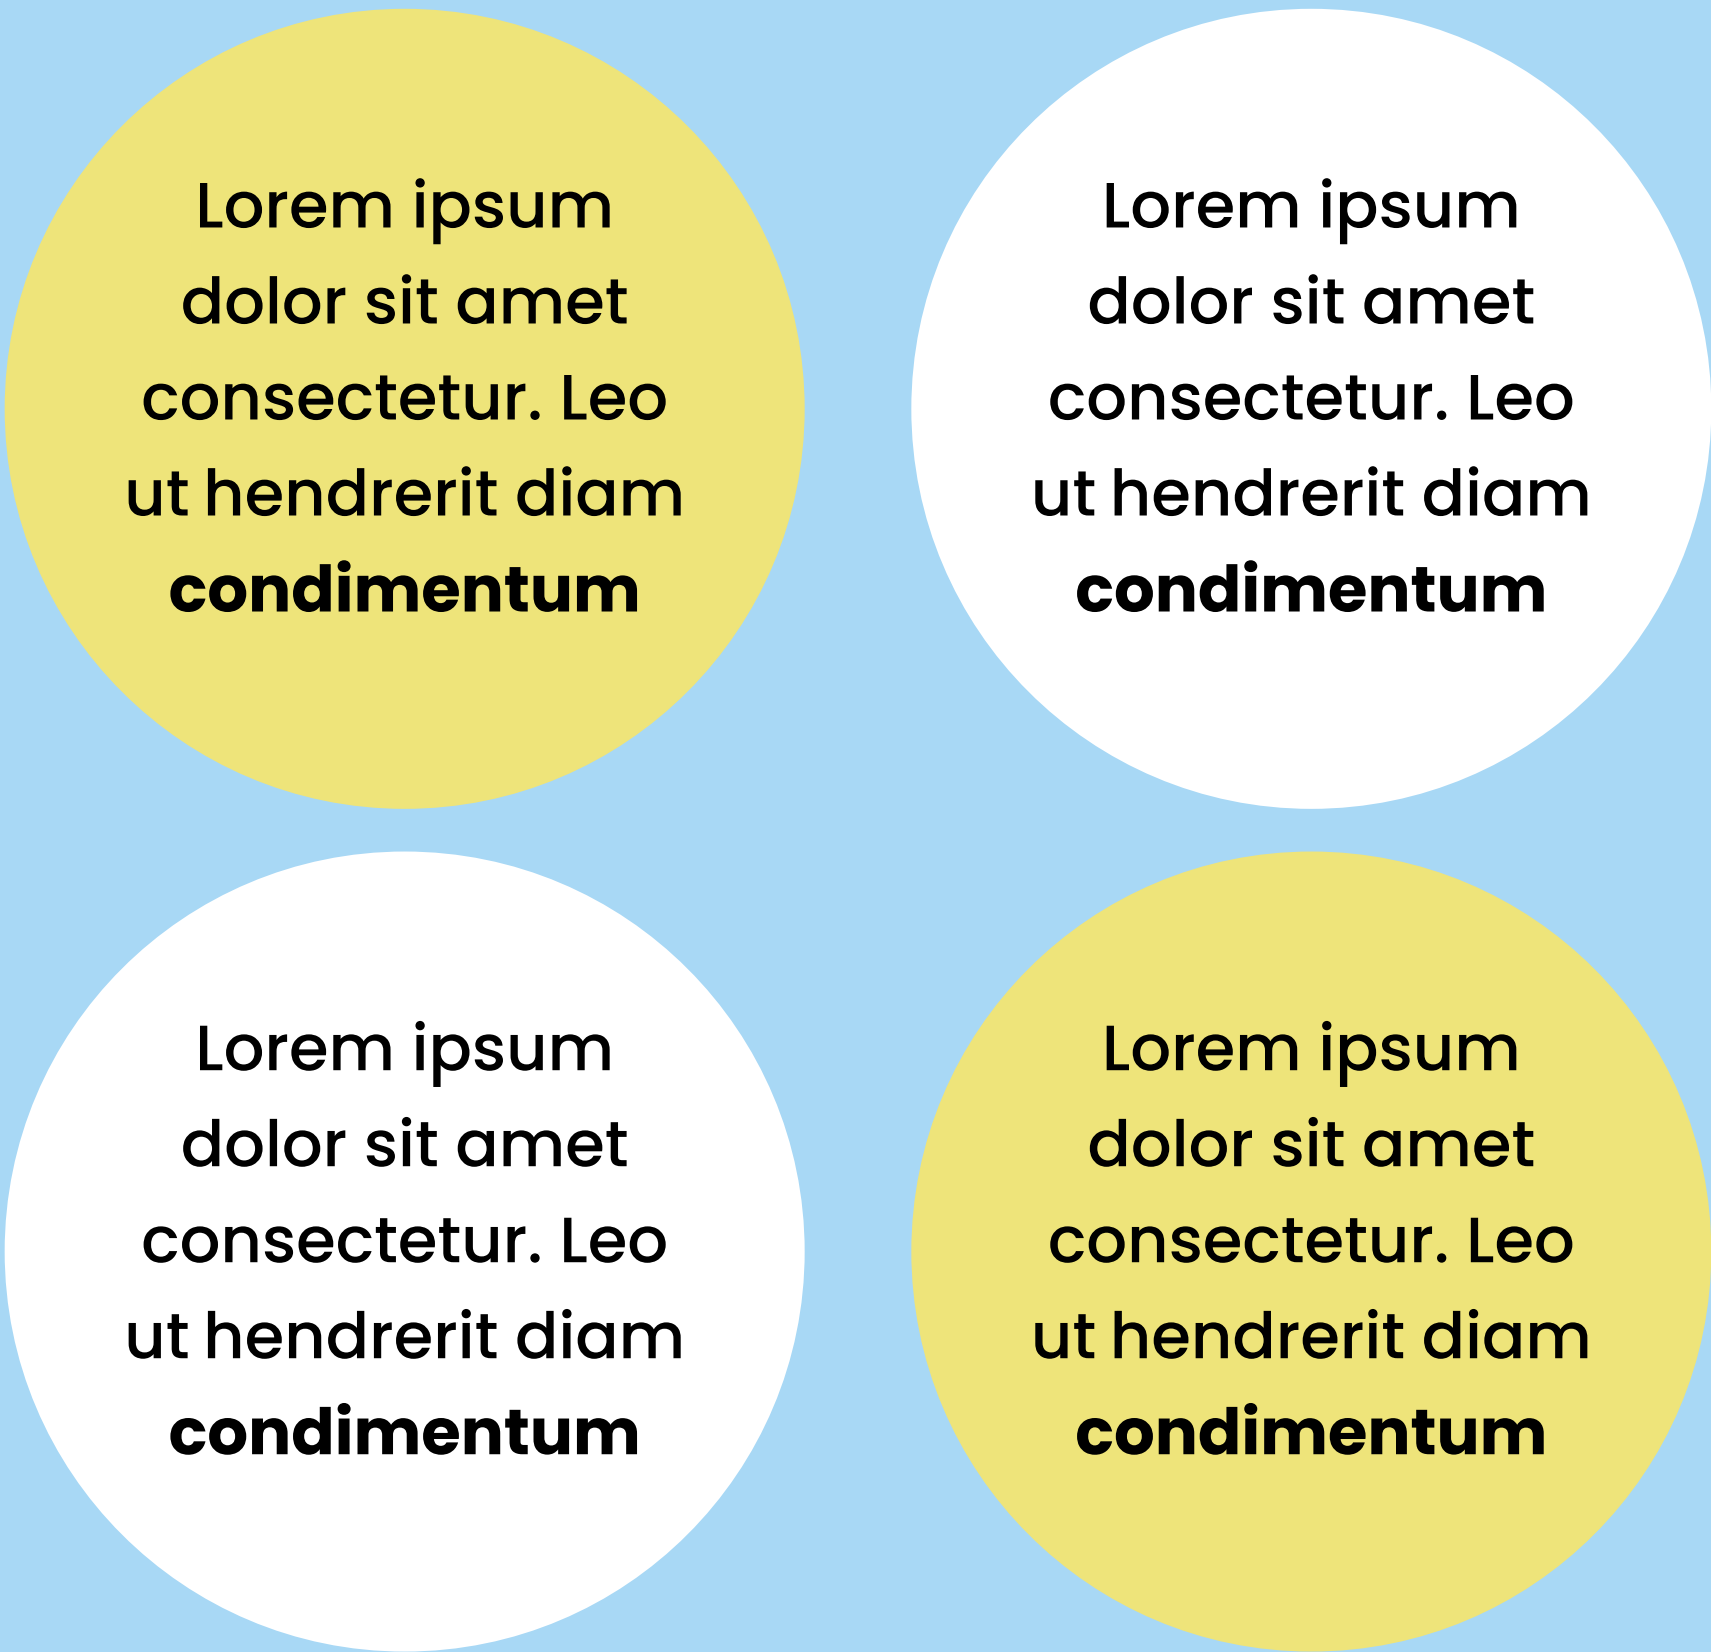 Lorem ipsum
dolor sit amet
consectetur. Leo
ut hendrerit diam
condimentum
Lorem ipsum
dolor sit amet
consectetur. Leo
ut hendrerit diam
condimentum
Lorem ipsum
dolor sit amet
consectetur. Leo
ut hendrerit diam
condimentum
Lorem ipsum
dolor sit amet
consectetur. Leo
ut hendrerit diam
condimentum